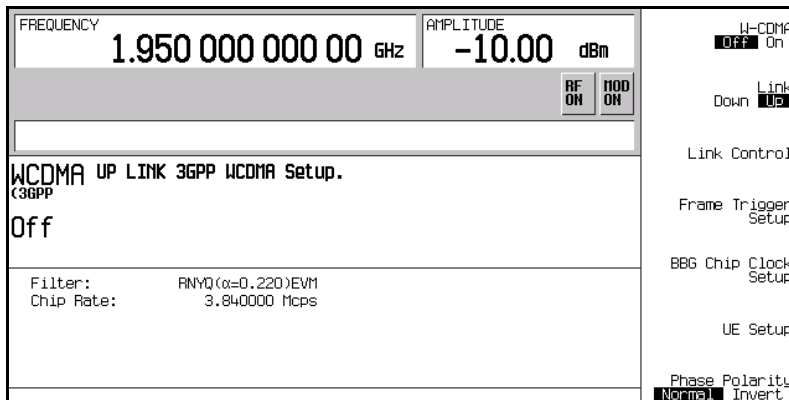 FREQUENCY
1.950 000 000 00 GHz
AMPLITUDE
-10.00 dBm
RF ON
MOD ON
WCDMA UP LINK 3GPP WCDMA Setup.
(3GPP
Off
Filter: RNYQ(α=0.220)EVM
Chip Rate: 3.840000 Mcps
W-CDMA
Off On
Link
Down Up
Link Control
Frame Trigger
Setup
BBG Chip Clock
Setup
UE Setup
Phase Polarity
Normal Invert